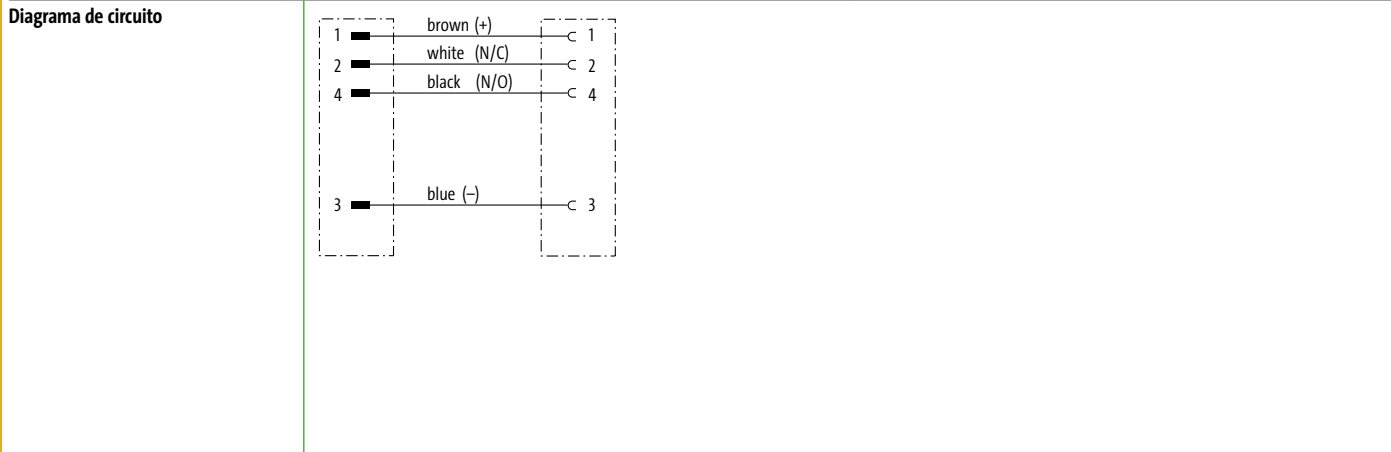 Diagrama de circuito
1 brown (+) 1
2 white (N/C) 2
4 black (N/O) 4
3 blue (–) 3